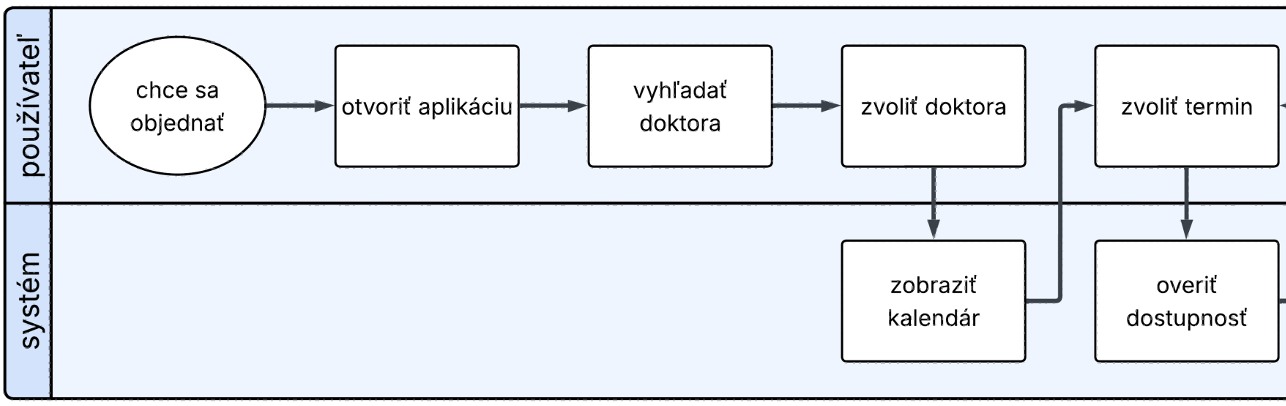 používateľ
chce sa
objednať
otvoriť aplikáciu
vyhľadať
doktora
zvoliť doktora
zvoliť termin
systém
zobraziť
kalendár
overiť
dostupnosť